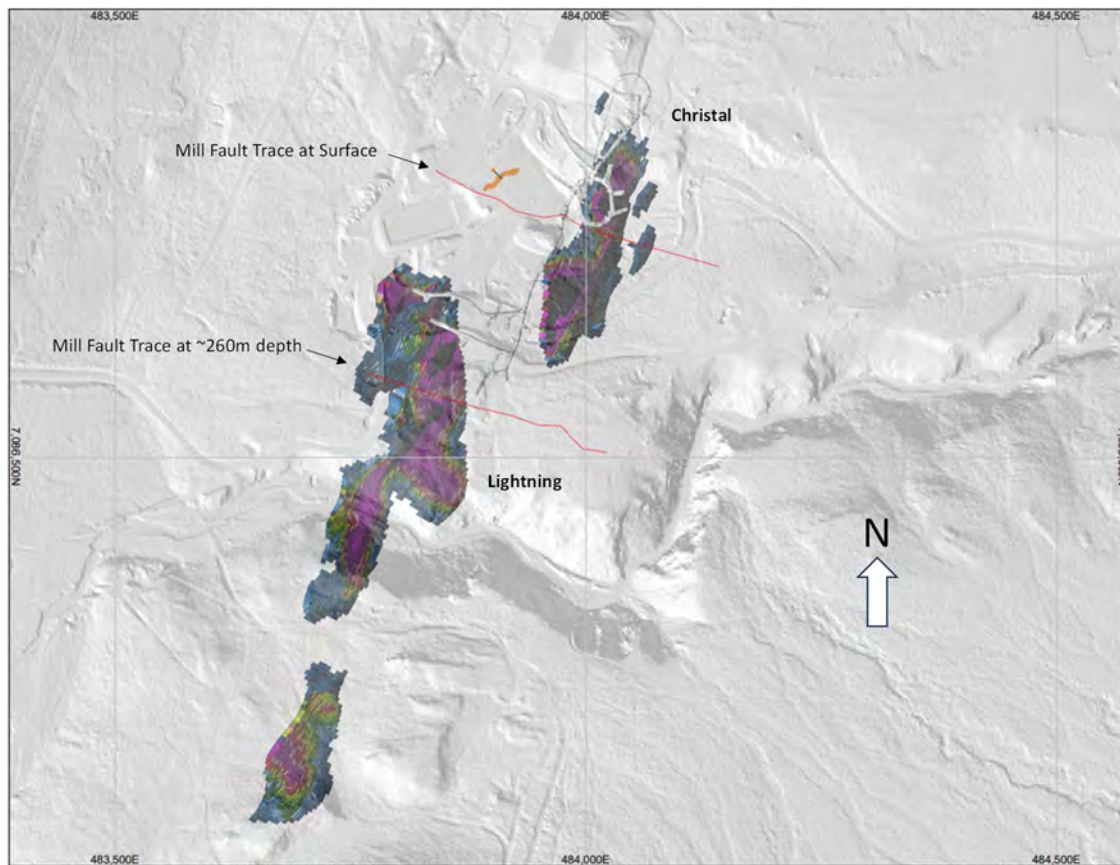 483,500E
484,000E
484,500E
Christal
Mill Fault Trace at Surface
Mill Fault Trace at ~260m depth
7,086,500N
Lightning
N
483,500E
484,000E
484,500E